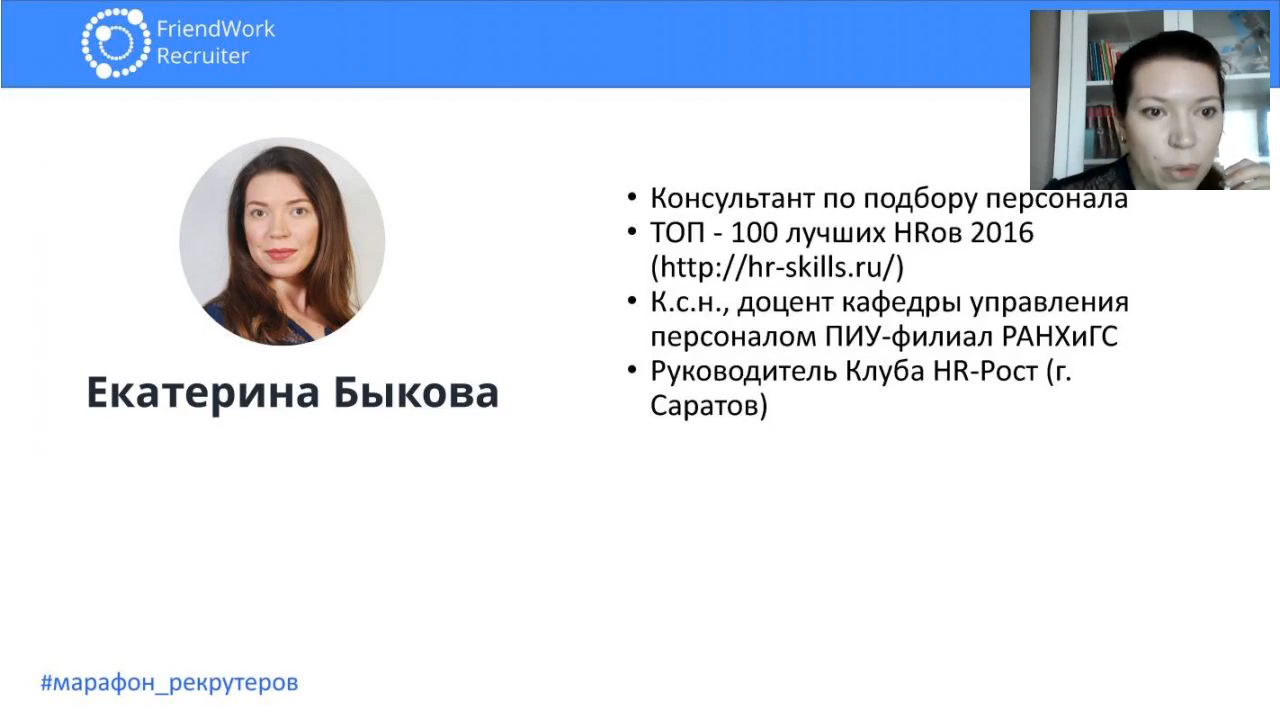 FriendWork
Recruiter
• Консультант по подбору персонала
• ТОП - 100 лучших HRов 2016
(http://hr-skills.ru/)
• К.с.н., доцент кафедры управления
персоналом ПИУ-филиал РАНХиГС
• Руководитель Клуба HR-Рост (г.
Саратов)
Екатерина Быкова
#марафон_рекрутеров